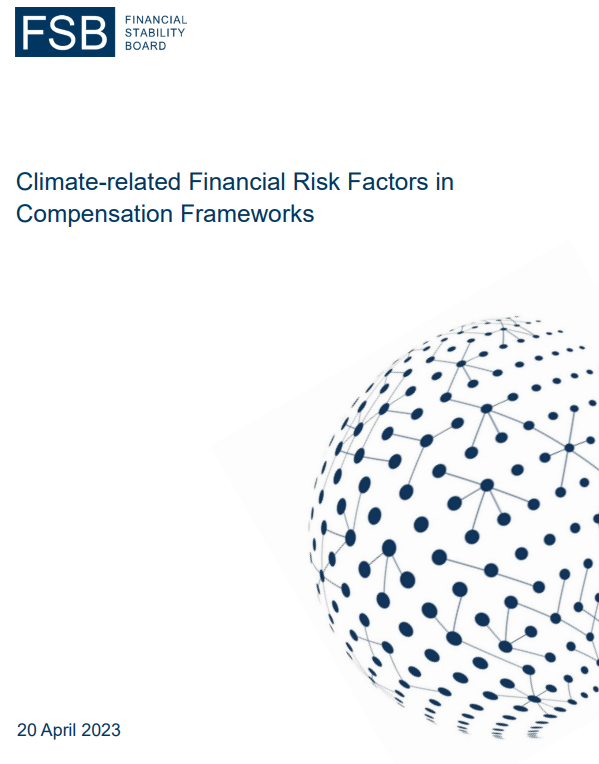 FSB
FINANCIAL
STABILITY
BOARD
Climate-related Financial Risk Factors in
Compensation Frameworks
20 April 2023